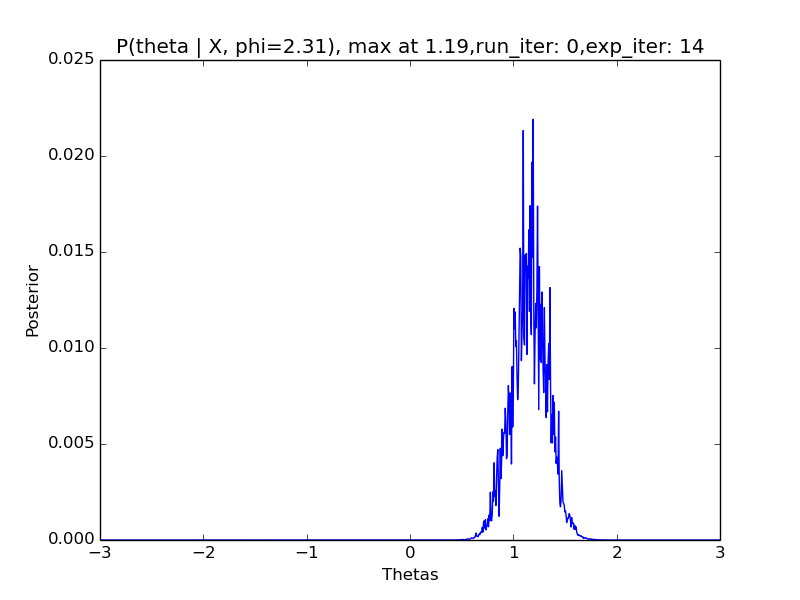 P(theta | X, phi=2.31), max at 1.19,run_iter: 0,exp_iter: 14
0.025
0.020
0.015
0.010
0.005
0.000
Posterior
−3 −2 −1 0 1 2 3
Thetas